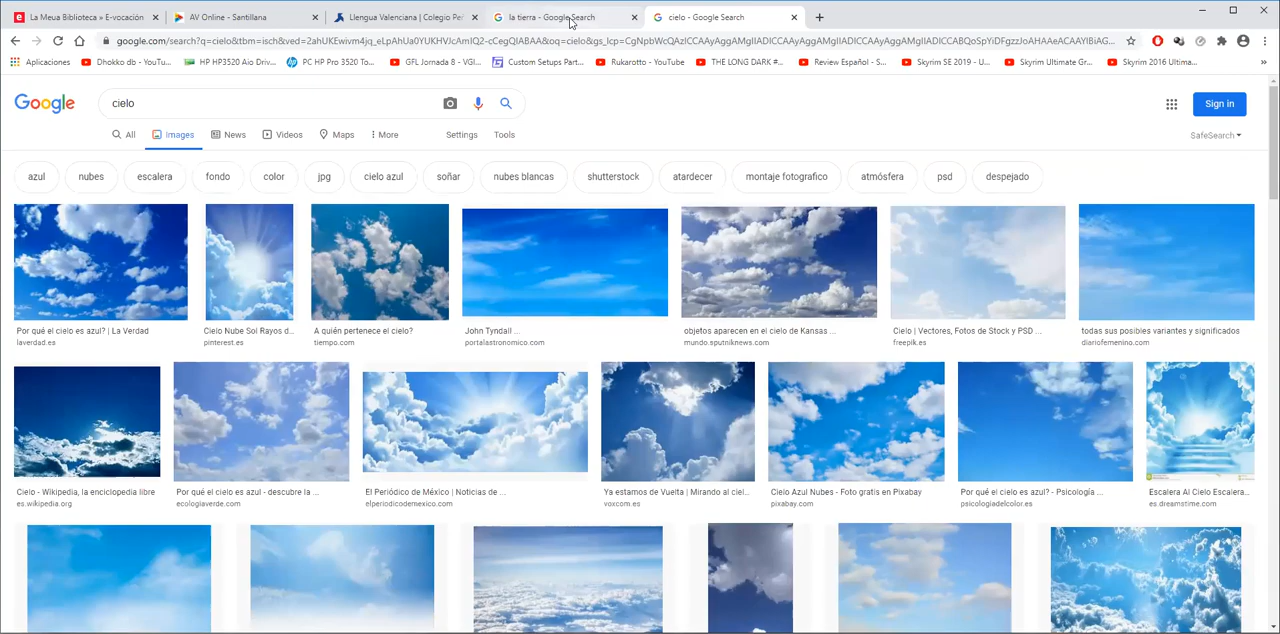 La Meua Biblioteca » E-vocación
AV Online - Santillana
Llengua Valenciana | Colegio Pe
la tierra - Google Search
cielo - Google Search
google.com/search?q=cielo&tbm=isch&ved=
Aplicaciones
Dhokko db - YouTu...
HP HP3520 Aio Driv...
HP PC HP Pro 3520 To...
GFL Jornada 8 - VGI...
Custom Setups Part...
Rukarotto - YouTube
THE LONG DARK #...
Review Español - S...
Skyrim SE 2019 - U...
Skyrim Ultimate Gr...
Skyrim 2016 Ultima...
Google
cielo
Sign in
All
Images
News
Videos
Maps
More
Settings
Tools
SafeSearch
azul
nubes
escalera
fondo
color
jpg
cielo azul
soñar
nubes blancas
shutterstock
atardecer
montaje fotografico
atmósfera
psd
despejado
Por qué el cielo es azul? | La Verdad
laverdad.es
Cielo Nube Sol Rayos d...
pinterest.es
A quién pertenece el cielo?
tiempo.com
John Tyndall ...
portalastronomico.com
objetos aparecen en el cielo de Kansas ...
mundo.sputniknews.com
Cielo | Vectores, Fotos de Stock y PSD ...
freepik.es
todas sus posibles variantes y significados
diariofemenino.com
Cielo - Wikipedia, la enciclopedia libre
es.wikipedia.org
Por qué el cielo es azul - descubre la ...
ecologiaverde.com
El Periódico de México | Noticias de ...
elperiodicodemexico.com
Ya estamos de Vuelta | Mirando al ciel...
voxcom.es
Cielo Azul Nubes - Foto gratis en Pixabay
pixabay.com
Por qué el cielo es azul? - Psicología ...
psicologiadelcolor.es
Escalera Al Cielo Escalera...
es.dreamstime.com